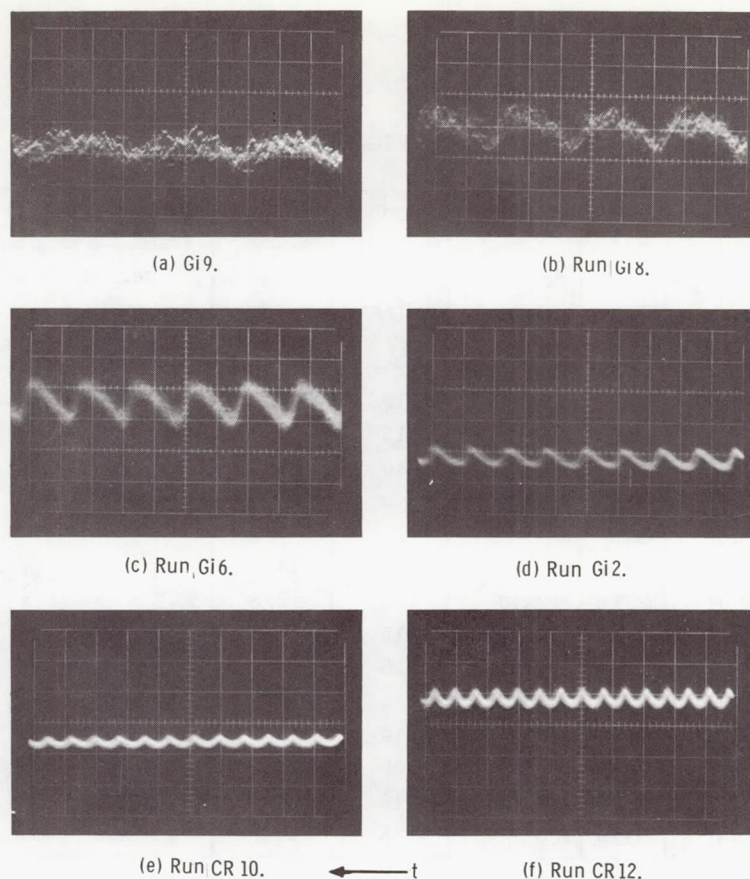 (a) Gi9.
(b) Run Gi8.
(c) Run Gi6.
(d) Run Gi2.
(e) Run CR 10.
t
(f) Run CR12.